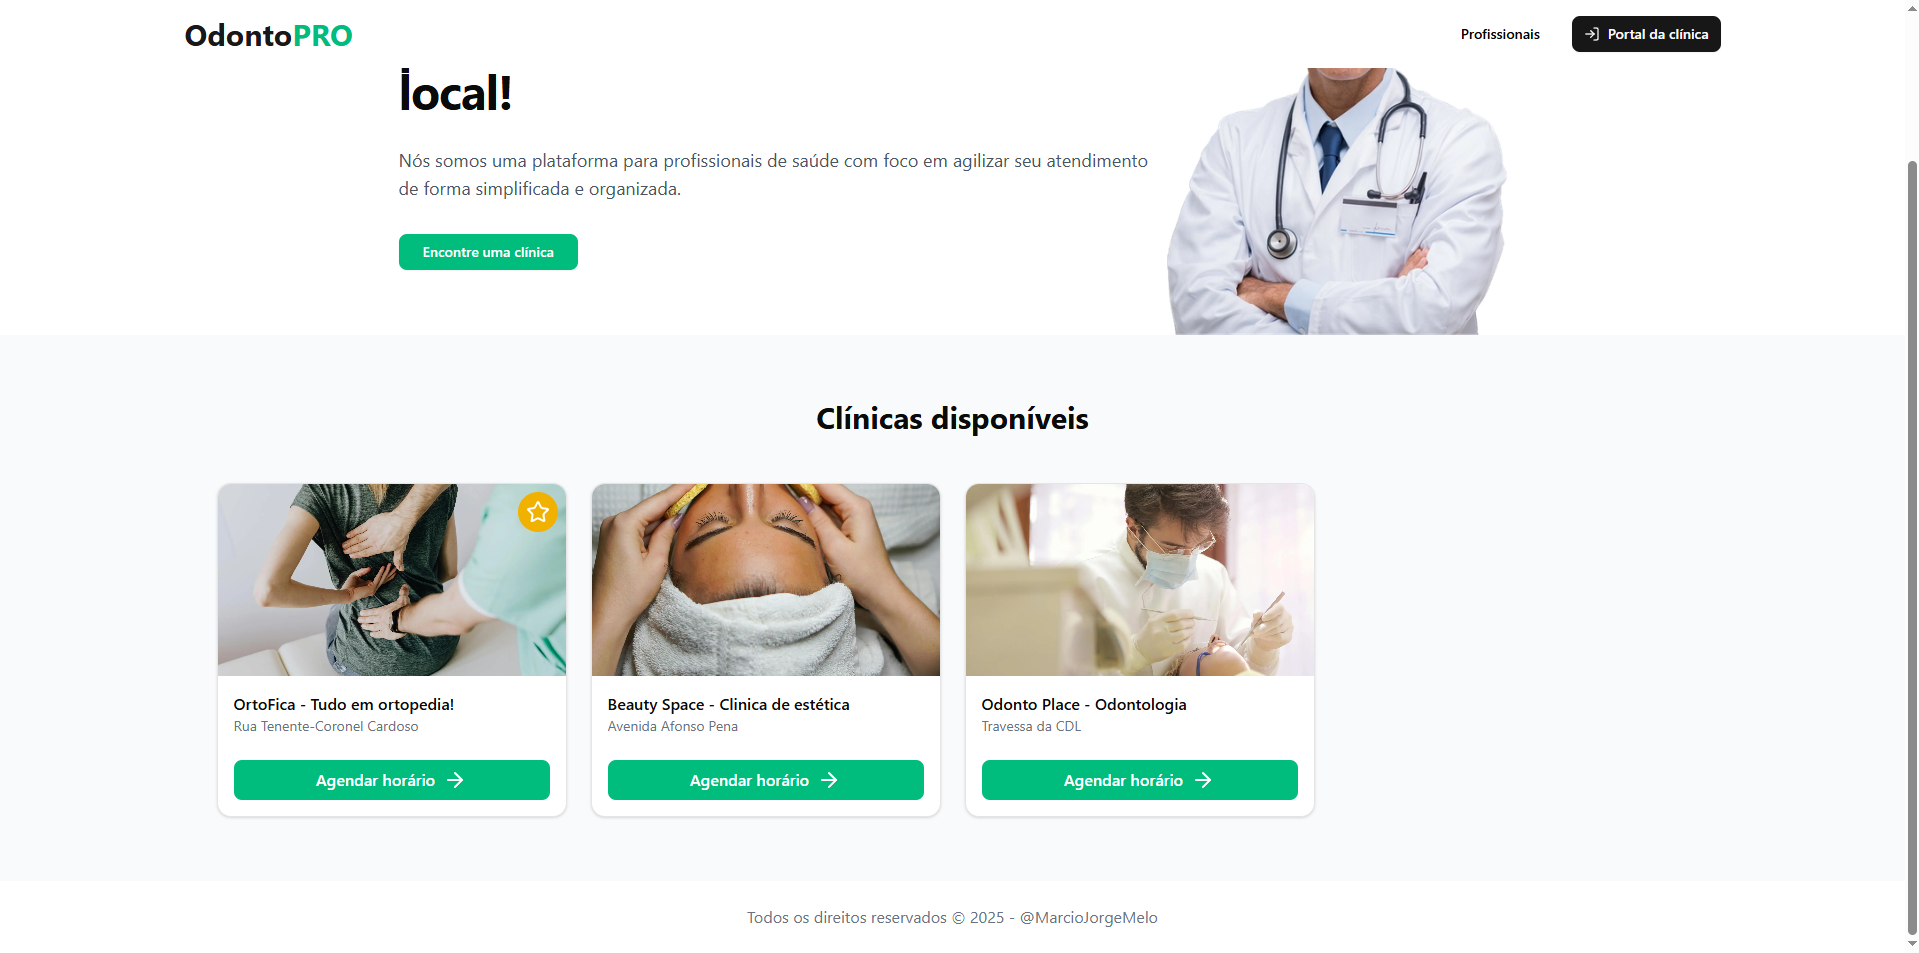 OdontoPRO
Profissionais
Portal da clínica
local!
Nós somos uma plataforma para profissionais de saúde com foco em agilizar seu atendimento
de forma simplificada e organizada.
Encontre uma clínica
Clínicas disponíveis
OrtoFica - Tudo em ortopedia!
Rua Tenente-Coronel Cardoso
Agendar horário
Beauty Space - Clinica de estética
Avenida Afonso Pena
Agendar horário
Odonto Place - Odontologia
Travessa da CDL
Agendar horário
Todos os direitos reservados © 2025 - @MarcioJorgeMelo